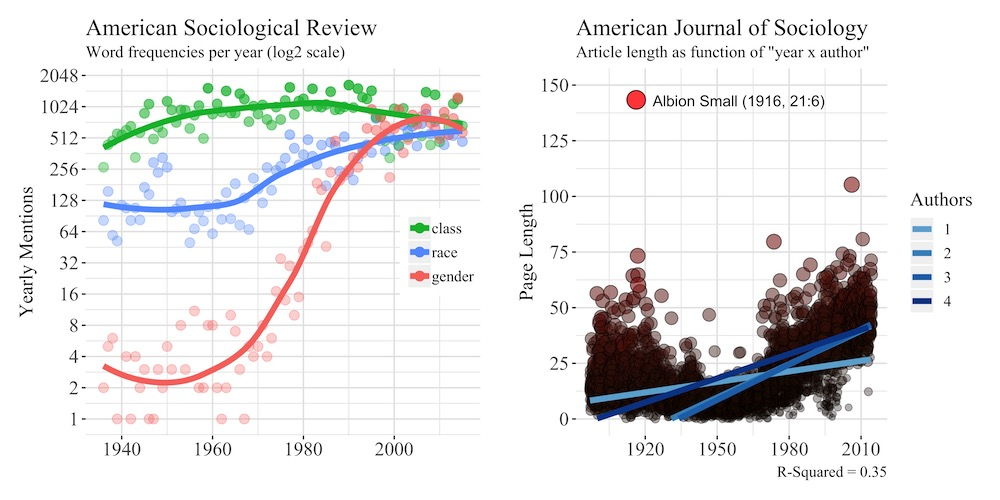 American Sociological Review
Word frequencies per year (log2 scale)
Yearly Mentions
2048
1024
512
256
128
64
32
16
8
4
2
1
1940 1960 1980 2000
class
race
gender
American Journal of Sociology
Article length as function of "year x author"
Page Length
150
125
100
75
50
25
0
Albion Small (1916, 21:6)
1920 1950 1980 2010
R-Squared = 0.35
Authors
1
2
3
4